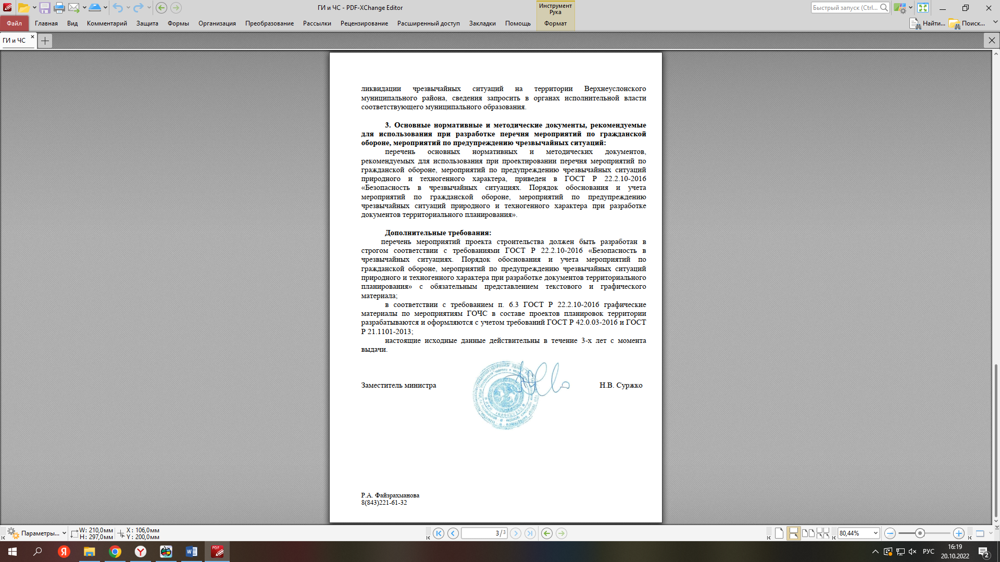 ГИ и ЧС - PDF-XChange Editor
Инструмент
Рука
Быстрый запуск (Ctrl...
Файл
Главная
Вид
Комментарий
Защита
Формы
Организация
Преобразование
Рассылки
Рецензирование
Расширенный доступ
Закладки
Помощь
Формат
Найти...
Поиск...
ГИ и ЧС
ликвидации чрезвычайных ситуаций на территории Верхнеуслонского
муниципального района, сведения запросить в органах исполнительной власти
соответствующего муниципального образования.
3. Основные нормативные и методические документы, рекомендуемые
для использования при разработке перечня мероприятий по гражданской
обороне, мероприятий по предупреждению чрезвычайных ситуаций:
перечень основных нормативных и методических документов,
рекомендуемых для использования при проектировании перечня мероприятий по
гражданской обороне, мероприятий по предупреждению чрезвычайных ситуаций
природного и техногенного характера, приведен в ГОСТ Р 22.2.10-2016
«Безопасность в чрезвычайных ситуациях. Порядок обоснования и учета
мероприятий по гражданской обороне, мероприятий по предупреждению
чрезвычайных ситуаций природного и техногенного характера при разработке
документов территориального планирования».
Дополнительные требования:
перечень мероприятий проекта строительства должен быть разработан в
строгом соответствии с требованиями ГОСТ Р 22.2.10-2016 «Безопасность в
чрезвычайных ситуациях. Порядок обоснования и учета мероприятий по
гражданской обороне, мероприятий по предупреждению чрезвычайных ситуаций
природного и техногенного характера при разработке документов территориального
планирования» с обязательным представлением текстового и графического
материала;
в соответствии с требованием п. 6.3 ГОСТ Р 22.2.10-2016 графические
материалы по мероприятиям ГОЧС в составе проектов планировок территории
разрабатываются и оформляются с учетом требований ГОСТ Р 42.0.03-2016 и ГОСТ
Р 21.1101-2013;
настоящие исходные данные действительны в течение 3-х лет с момента
выдачи.
Заместитель министра
Н.В. Суржко
Р.А. Файзрахманова
8(843)221-61-32
Параметры...
W: 210,0мм
H: 297,0мм
X : 106,0мм
Y : 200,0мм
3/3
80,44%
РУС
16:19
20.10.2022
2